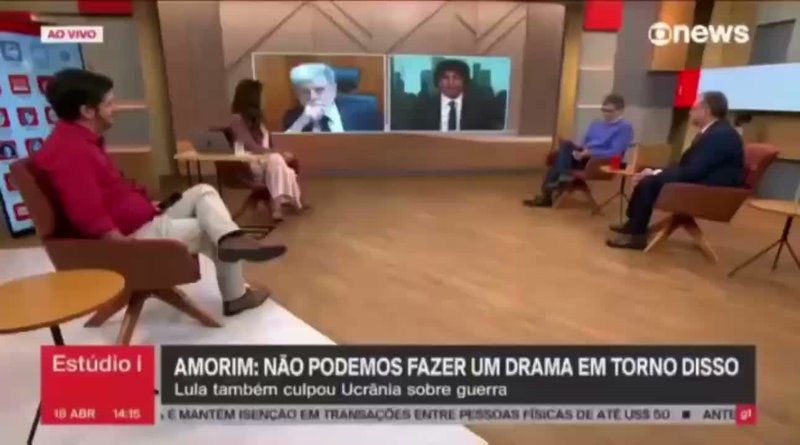 AO VIVO
news
Estúdio I
AMORIM: NÃO PODEMOS FAZER UM DRAMA EM TORNO DISSO
Lula também culpou Ucrânia sobre guerra
18 ABR 14:15
E MANTÉM ISENÇÃO EM TRANSAÇÕES ENTRE PESSOAS FÍSICAS DE ATÉ US$ 50 ANTE
g1